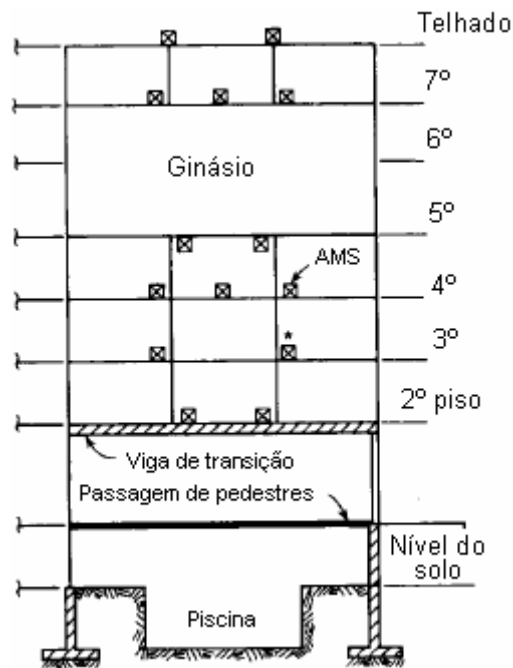 Telhado
7º
6º
Ginásio
5º
AMS
4º
*
3º
2º piso
Viga de transição
Passagem de pedestres
Nível do
solo
Piscina